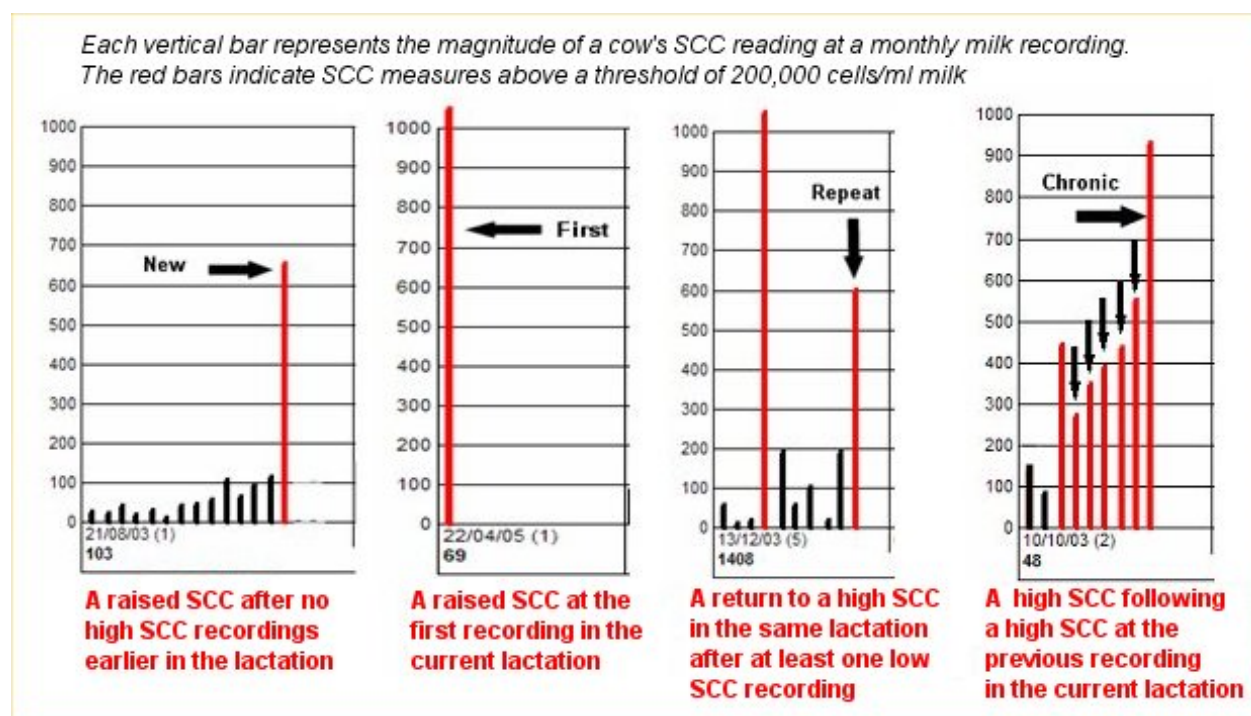 Each vertical bar represents the magnitude of a cow's SCC reading at a monthly milk recording.
The red bars indicate SCC measures above a threshold of 200,000 cells/ml milk
1000
900
800
700
600
500
400
300
200
100
0
New
21/08/03 (1)
103
A raised SCC after no
high SCC recordings
earlier in the lactation
1000
900
800
700
600
500
400
300
200
100
0
First
22/04/05 (1)
69
A raised SCC at the
first recording in the
current lactation
1000
900
800
700
600
500
400
300
200
100
0
Repeat
13/12/03 (5)
1408
A return to a high SCC
in the same lactation
after at least one low
SCC recording
1000
900
800
700
600
500
400
300
200
100
0
Chronic
10/10/03 (2)
48
A high SCC following
a high SCC at the
previous recording
in the current lactation